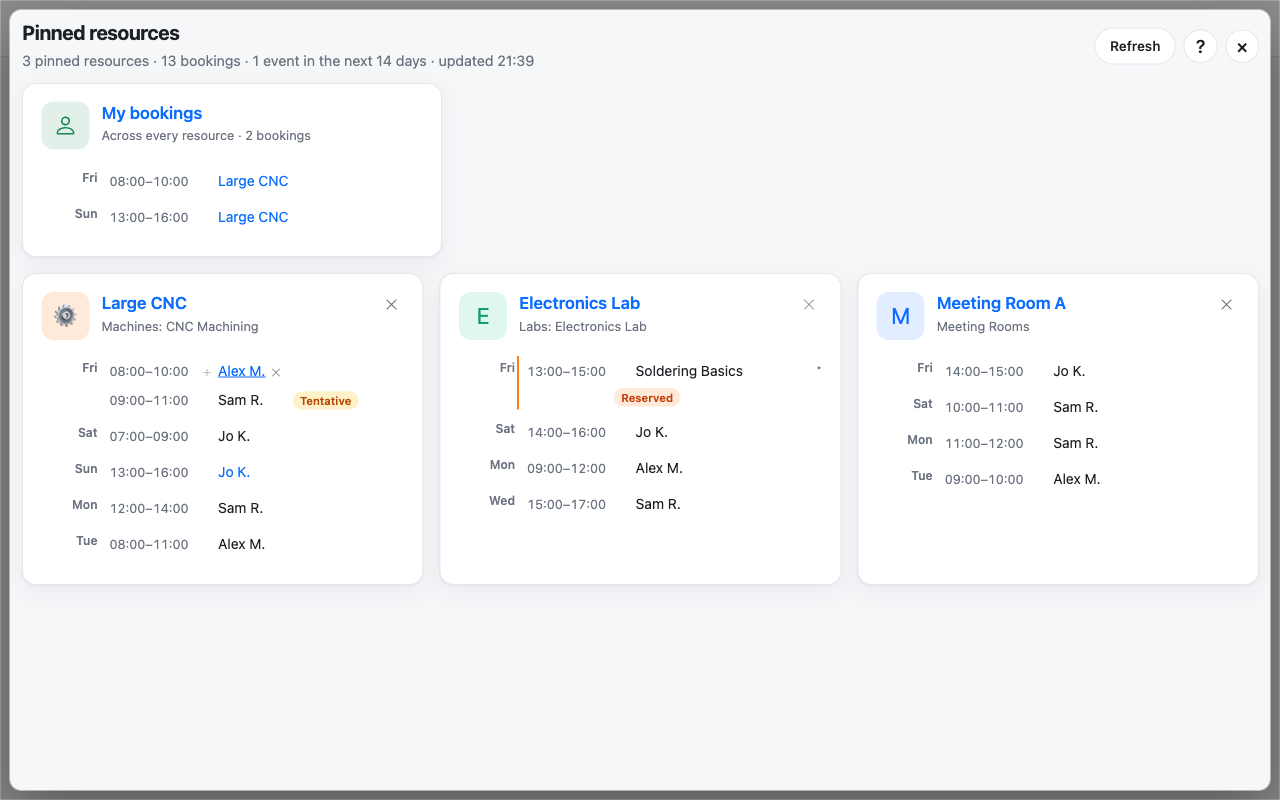 Pinned resources
3 pinned resources · 13 bookings · 1 event in the next 14 days · updated 21:39
Refresh
?
×
My bookings
Across every resource · 2 bookings
Fri 08:00–10:00 Large CNC
Sun 13:00–16:00 Large CNC
Large CNC
Machines: CNC Machining
Fri 08:00–10:00 + Alex M. ×
09:00–11:00 Sam R. Tentative
Sat 07:00–09:00 Jo K.
Sun 13:00–16:00 Jo K.
Mon 12:00–14:00 Sam R.
Tue 08:00–11:00 Alex M.
E
Electronics Lab
Labs: Electronics Lab
Fri 13:00–15:00 Soldering Basics
Reserved
Sat 14:00–16:00 Jo K.
Mon 09:00–12:00 Alex M.
Wed 15:00–17:00 Sam R.
M
Meeting Room A
Meeting Rooms
Fri 14:00–15:00 Jo K.
Sat 10:00–11:00 Sam R.
Mon 11:00–12:00 Sam R.
Tue 09:00–10:00 Alex M.